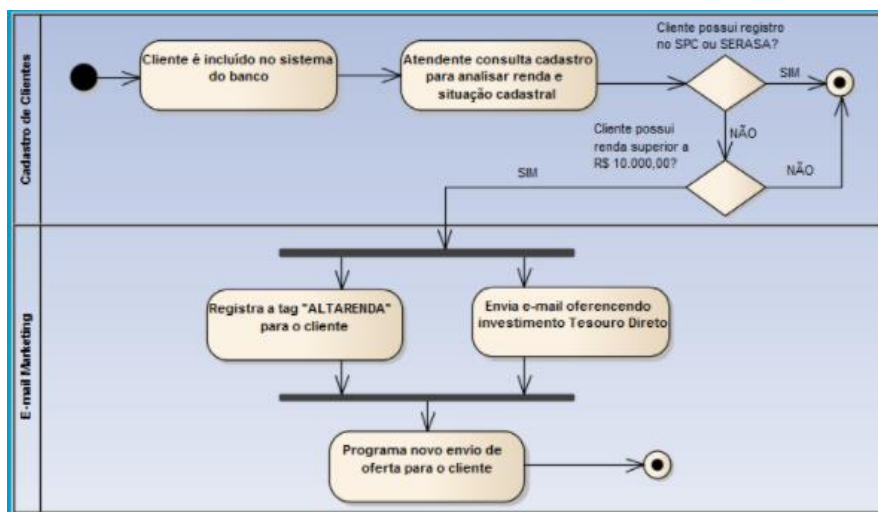 Cadastro de Clientes
Cliente é incluído no sistema
do banco
Atendente consulta cadastro
para analisar renda e
situação cadastral
Cliente possui registro
no SPC ou SERASA?
SIM
NÃO
Cliente possui
renda superior a
R$ 10.000,00?
SIM
NÃO
E-mail Marketing
Registra a tag "ALTARENDA"
para o cliente
Envia e-mail oferencendo
investimento Tesouro Direto
Programa novo envio de
oferta para o cliente